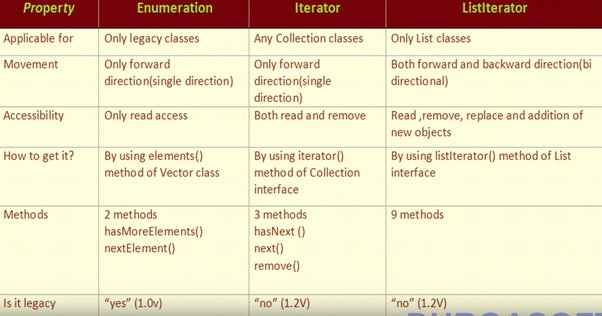 Property Enumeration Iterator ListIterator
Applicable for Only legacy classes Any Collection classes Only List classes
Movement Only forward Only forward Both forward and backward direction(bi
direction(single direction) direction(single directional)
direction)
Accessibility Only read access Both read and remove Read ,remove, replace and addition of
new objects
How to get it? By using elements() By using iterator() By using listIterator() method of List
method of Vector class method of Collection interface
interface
Methods 2 methods 3 methods 9 methods
hasMoreElements() hasNext ()
nextElement() next()
remove()
Is it legacy “yes” (1.0v) “no” (1.2V) “no” (1.2V)